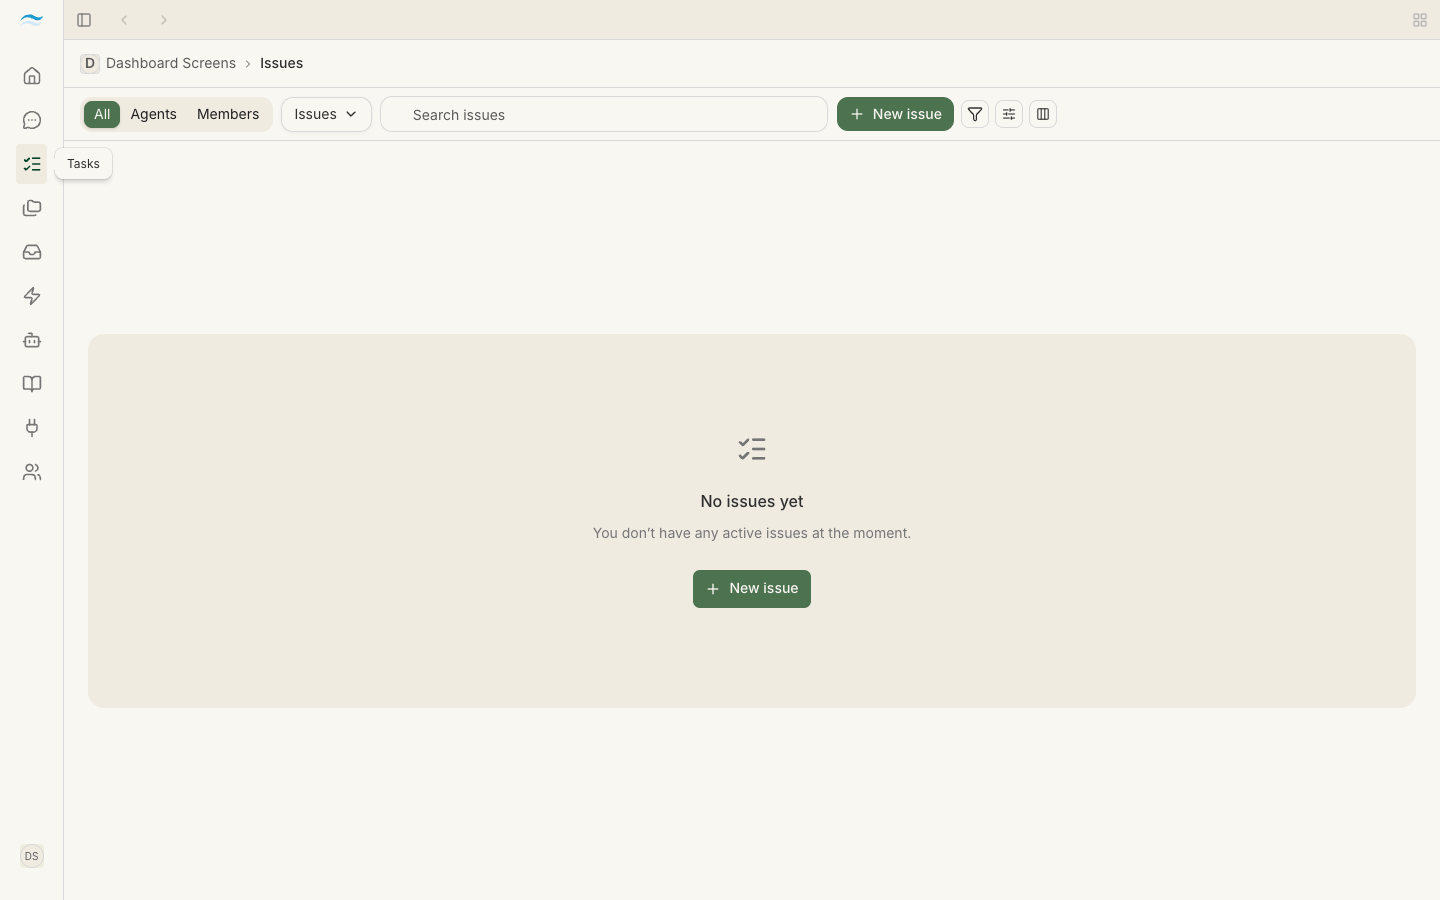 D Dashboard Screens › Issues
All Agents Members Issues Search issues + New issue
Tasks
No issues yet
You don't have any active issues at the moment.
+ New issue
DS